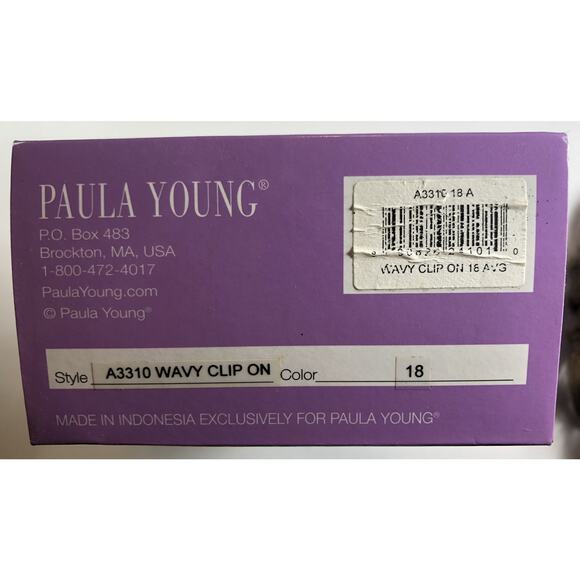 PAULA YOUNG®
P.O. Box 483
Brockton, MA, USA
1-800-472-4017
PaulaYoung.com
© Paula Young®
A3310 18 A
WAVY CLIP ON 18 AVG
Style A3310 WAVY CLIP ON Color 18
MADE IN INDONESIA EXCLUSIVELY FOR PAULA YOUNG®